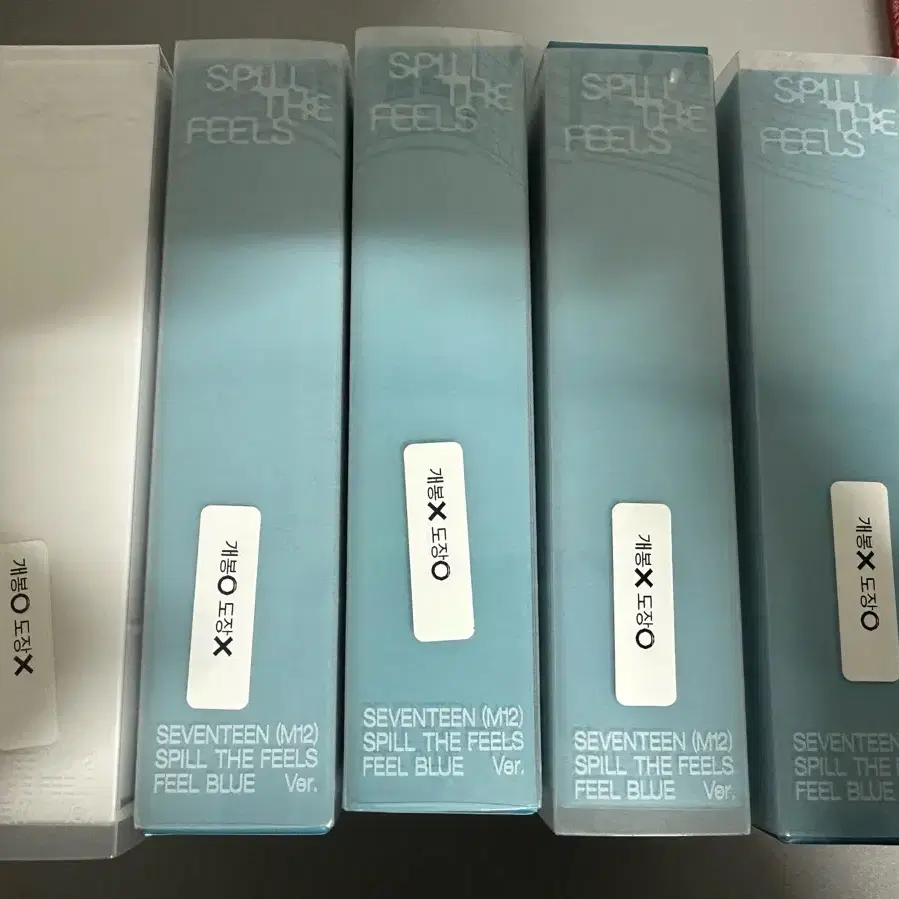 개봉O 도장X
SPILL
THE
FEELS
개봉O 도장X
SEVENTEEN (M12)
SPILL THE FEELS
FEEL BLUE Ver.
SPILL
THE
FEELS
개봉X 도장O
SEVENTEEN (M12)
SPILL THE FEELS
FEEL BLUE Ver.
SPILL
THE
FEELS
개봉X 도장O
SEVENTEEN (M12)
SPILL THE FEELS
FEEL BLUE Ver.
SPILL
THE
FEELS
개봉X 도장O
SEVENTEEN
SPILL THE
FEEL BLUE